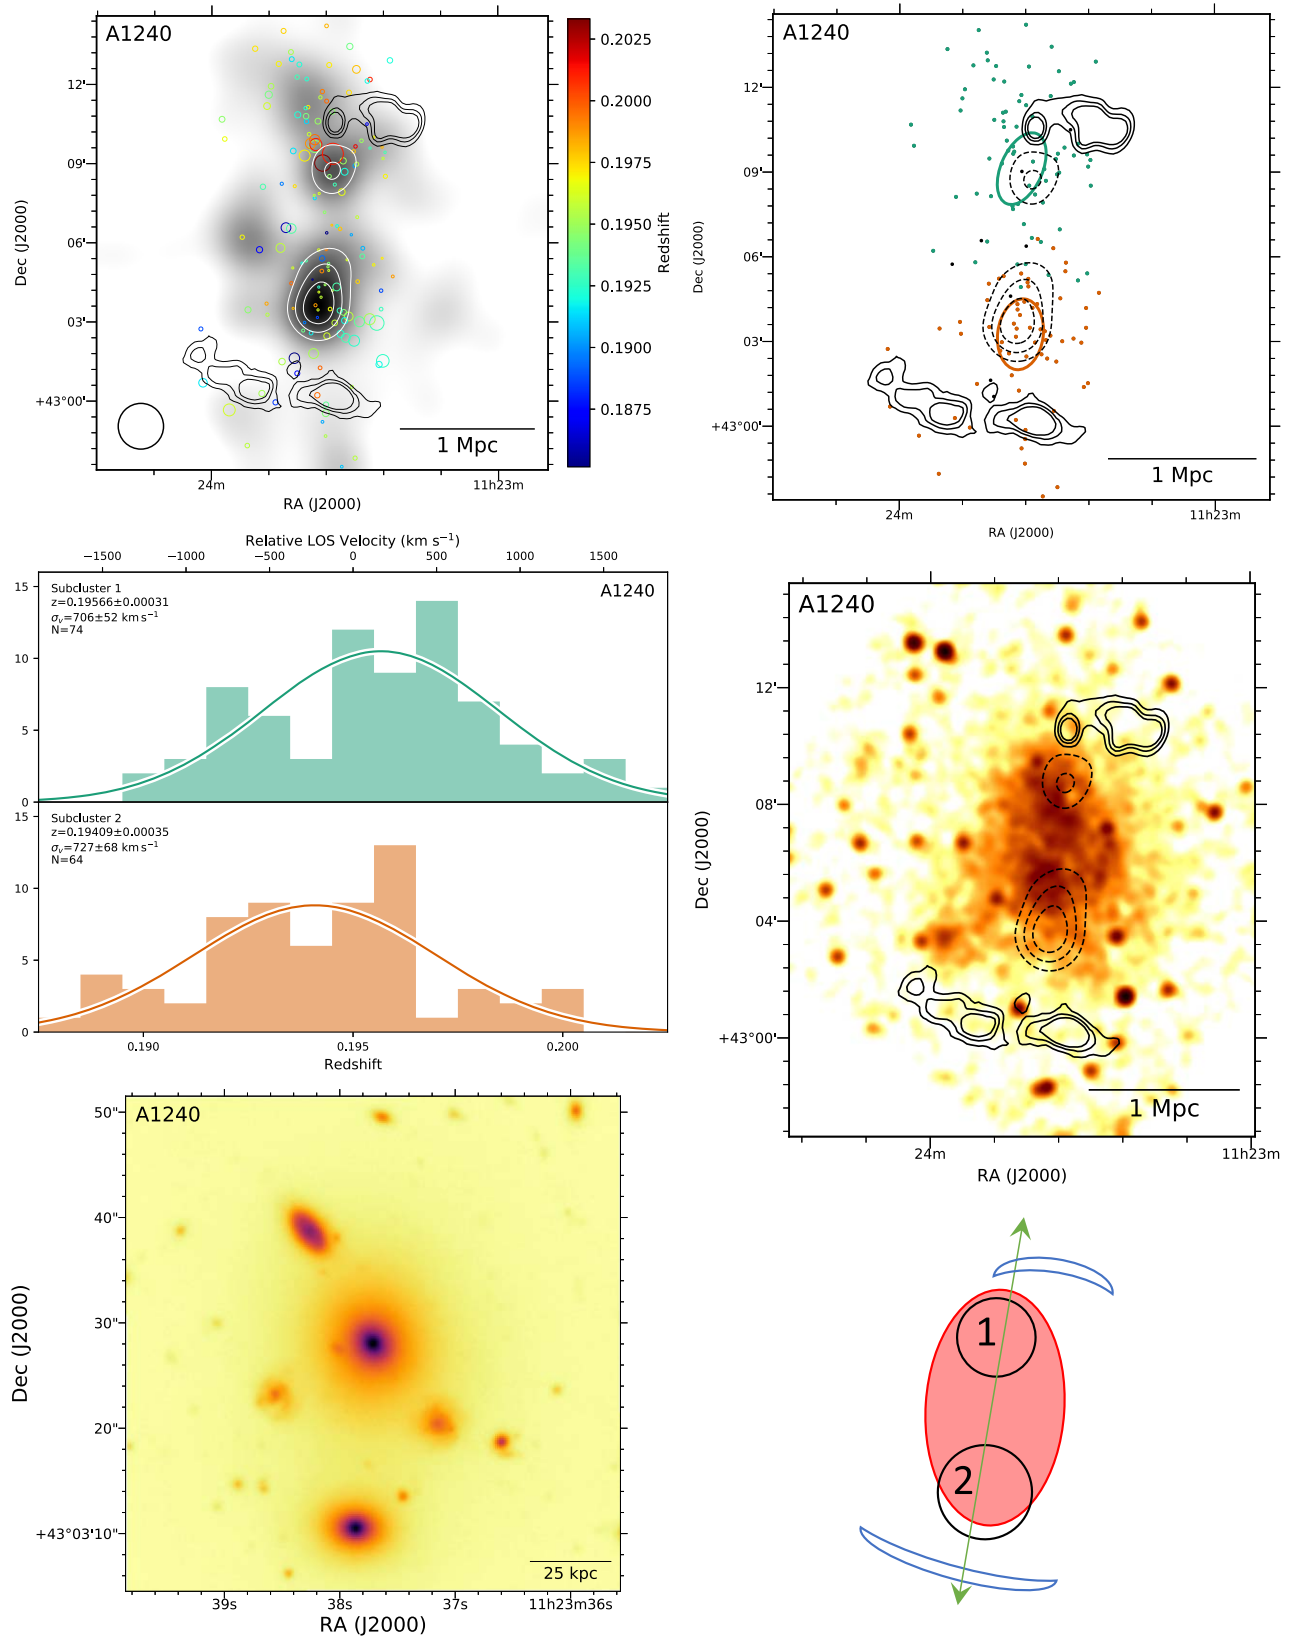 A1240
12'
09'
06'
03'
+43°00'
Dec (J2000)
24m
11h23m
RA (J2000)
1 Mpc
0.2025
0.2000
0.1975
0.1950
0.1925
0.1900
0.1875
Redshift
A1240
12'
09'
06'
03'
+43°00'
Dec (J2000)
24m
11h23m
RA (J2000)
1 Mpc
Relative LOS Velocity (km s⁻¹)
−1500 −1000 −500 0 500 1000 1500
Subcluster 1
z=0.19566±0.00031
σᵥ=706±52 km s⁻¹
N=74
A1240
15
10
5
0
Subcluster 2
z=0.19409±0.00035
σᵥ=727±68 km s⁻¹
N=64
15
10
5
0
0.190 0.195 0.200
Redshift
A1240
12'
08'
04'
+43°00'
Dec (J2000)
24m
11h23m
RA (J2000)
1 Mpc
A1240
50"
40"
30"
20"
+43°03'10"
Dec (J2000)
39s 38s 37s 11h23m36s
RA (J2000)
25 kpc
1
2